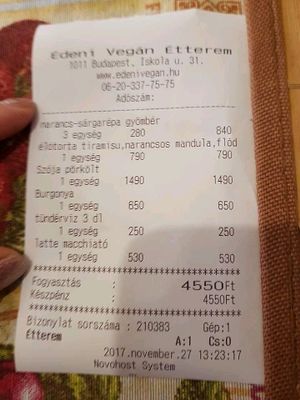 Édeni Vegán Étterem
1011 Budapest, Iskola u. 31.
www.edenivegan.hu
06-20-337-75-75
Adószám:
narancs-sárgarépa gyömbér
3 egység 280 840
élőtorta tiramisu,narancsos mandula,flód
1 egység 790 790
Szója pörkölt
1 egység 1490 1490
Burgonya
1 egység 650 650
tündérvíz 3 dl
1 egység 250 250
latte macchiató
1 egység 530 530
Fogyasztás : 4550Ft
Készpénz : 4550Ft
Bizonylat sorszáma : 210383 Gép:1
Étterem A:1 Cs:0
2017.november.27 13:23:17
Novohost System